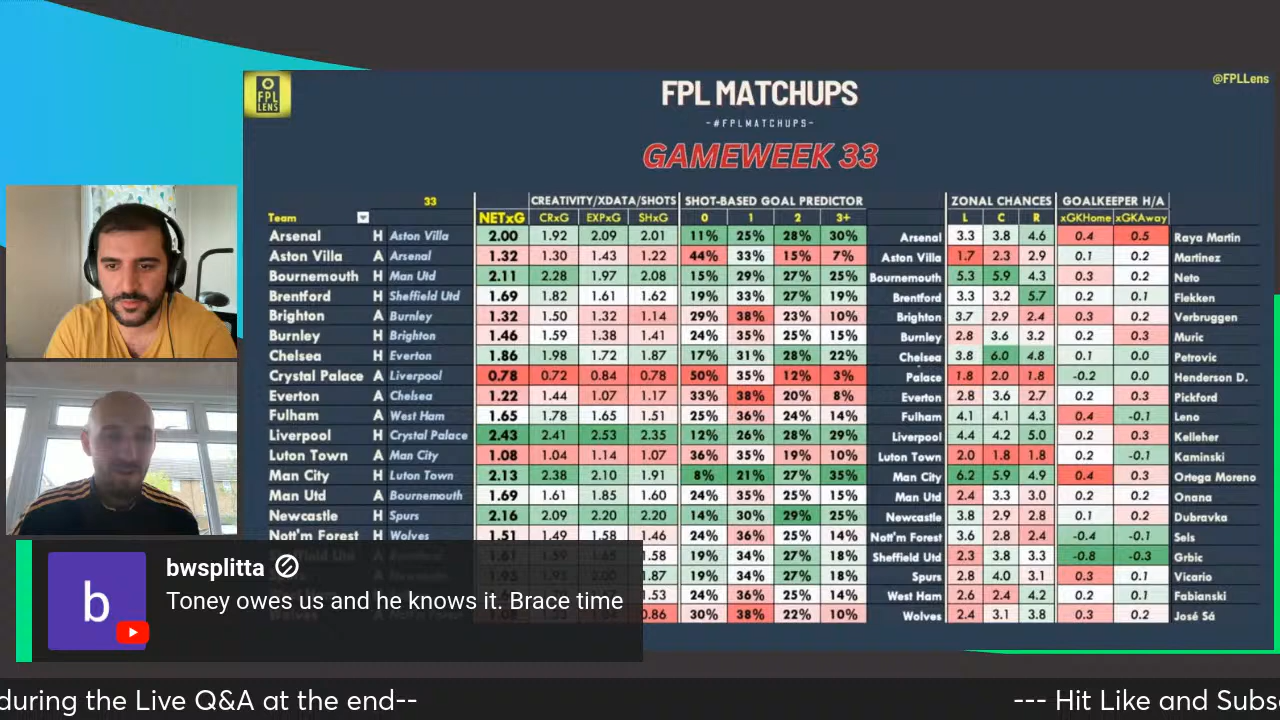 FPL LENS
@FPLLens
FPL MATCHUPS
-#FPLMATCHUPS-
GAMEWEEK 33
33 CREATIVITY/XDATA/SHOTS SHOT-BASED GOAL PREDICTOR ZONAL CHANCES GOALKEEPER H/A
Team NETxG CRxG EXPxG SHxG 0 1 2 3+ L C R xGKHome xGKAway
Arsenal H Aston Villa 2.00 1.92 2.09 2.01 11% 25% 28% 30% Arsenal 3.3 3.8 4.6 0.4 0.5 Raya Martin
Aston Villa A Arsenal 1.32 1.30 1.43 1.22 44% 33% 15% 7% Aston Villa 1.7 2.3 2.9 0.1 0.2 Martinez
Bournemouth H Man Utd 2.11 2.28 1.97 2.08 15% 29% 27% 25% Bournemouth 5.3 5.9 4.3 0.3 0.2 Neto
Brentford H Sheffield Utd 1.69 1.82 1.61 1.62 19% 33% 27% 19% Brentford 3.3 3.2 5.7 0.2 0.1 Flekken
Brighton A Burnley 1.32 1.50 1.32 1.14 29% 38% 23% 10% Brighton 3.7 2.9 2.4 0.3 0.2 Verbruggen
Burnley H Brighton 1.46 1.59 1.38 1.41 24% 35% 25% 15% Burnley 2.8 3.6 3.2 0.2 0.3 Muric
Chelsea H Everton 1.86 1.98 1.72 1.87 17% 31% 28% 22% Chelsea 3.8 6.0 4.8 0.1 0.0 Petrovic
Crystal Palace A Liverpool 0.78 0.72 0.84 0.78 50% 35% 12% 3% Palace 1.8 2.0 1.8 -0.2 0.0 Henderson D.
Everton A Chelsea 1.22 1.44 1.07 1.17 33% 38% 20% 8% Everton 2.8 3.6 2.7 0.2 0.2 Pickford
Fulham A West Ham 1.65 1.78 1.65 1.51 25% 36% 24% 14% Fulham 4.1 4.1 4.3 0.4 -0.1 Leno
Liverpool H Crystal Palace 2.43 2.41 2.53 2.35 12% 26% 28% 29% Liverpool 4.4 4.2 5.0 0.2 0.3 Kelleher
Luton Town A Man City 1.08 1.04 1.14 1.07 36% 35% 19% 10% Luton Town 2.0 1.8 1.8 0.2 -0.1 Kaminski
Man City H Luton Town 2.13 2.38 2.10 1.91 8% 21% 27% 35% Man City 6.2 5.9 4.9 0.4 0.3 Ortega Moreno
Man Utd A Bournemouth 1.69 1.61 1.85 1.60 24% 35% 25% 15% Man Utd 2.4 3.3 3.0 0.2 0.2 Onana
Newcastle H Spurs 2.16 2.09 2.20 2.20 14% 30% 29% 25% Newcastle 3.8 2.9 2.8 0.1 0.2 Dubravka
Nott'm Forest H Wolves 1.51 1.49 1.58 1.46 24% 36% 25% 14% Nott'm Forest 3.6 2.8 2.4 -0.4 -0.1 Sels
1.58 19% 34% 27% 18% Sheffield Utd 2.3 3.8 3.3 -0.8 -0.3 Grbic
1.87 19% 34% 27% 18% Spurs 2.8 4.0 3.1 0.3 0.1 Vicario
1.53 24% 36% 25% 14% West Ham 2.6 2.4 4.2 0.2 0.1 Fabianski
0.86 30% 38% 22% 10% Wolves 2.4 3.1 3.8 0.3 0.2 José Sá
b
bwsplitta
Toney owes us and he knows it. Brace time
during the Live Q&A at the end-- --- Hit Like and Subs